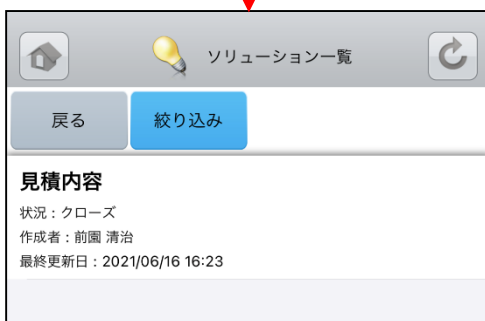 ソリューション一覧
戻る 絞り込み
見積内容
状況：クローズ
作成者：前園 清治
最終更新日：2021/06/16 16:23